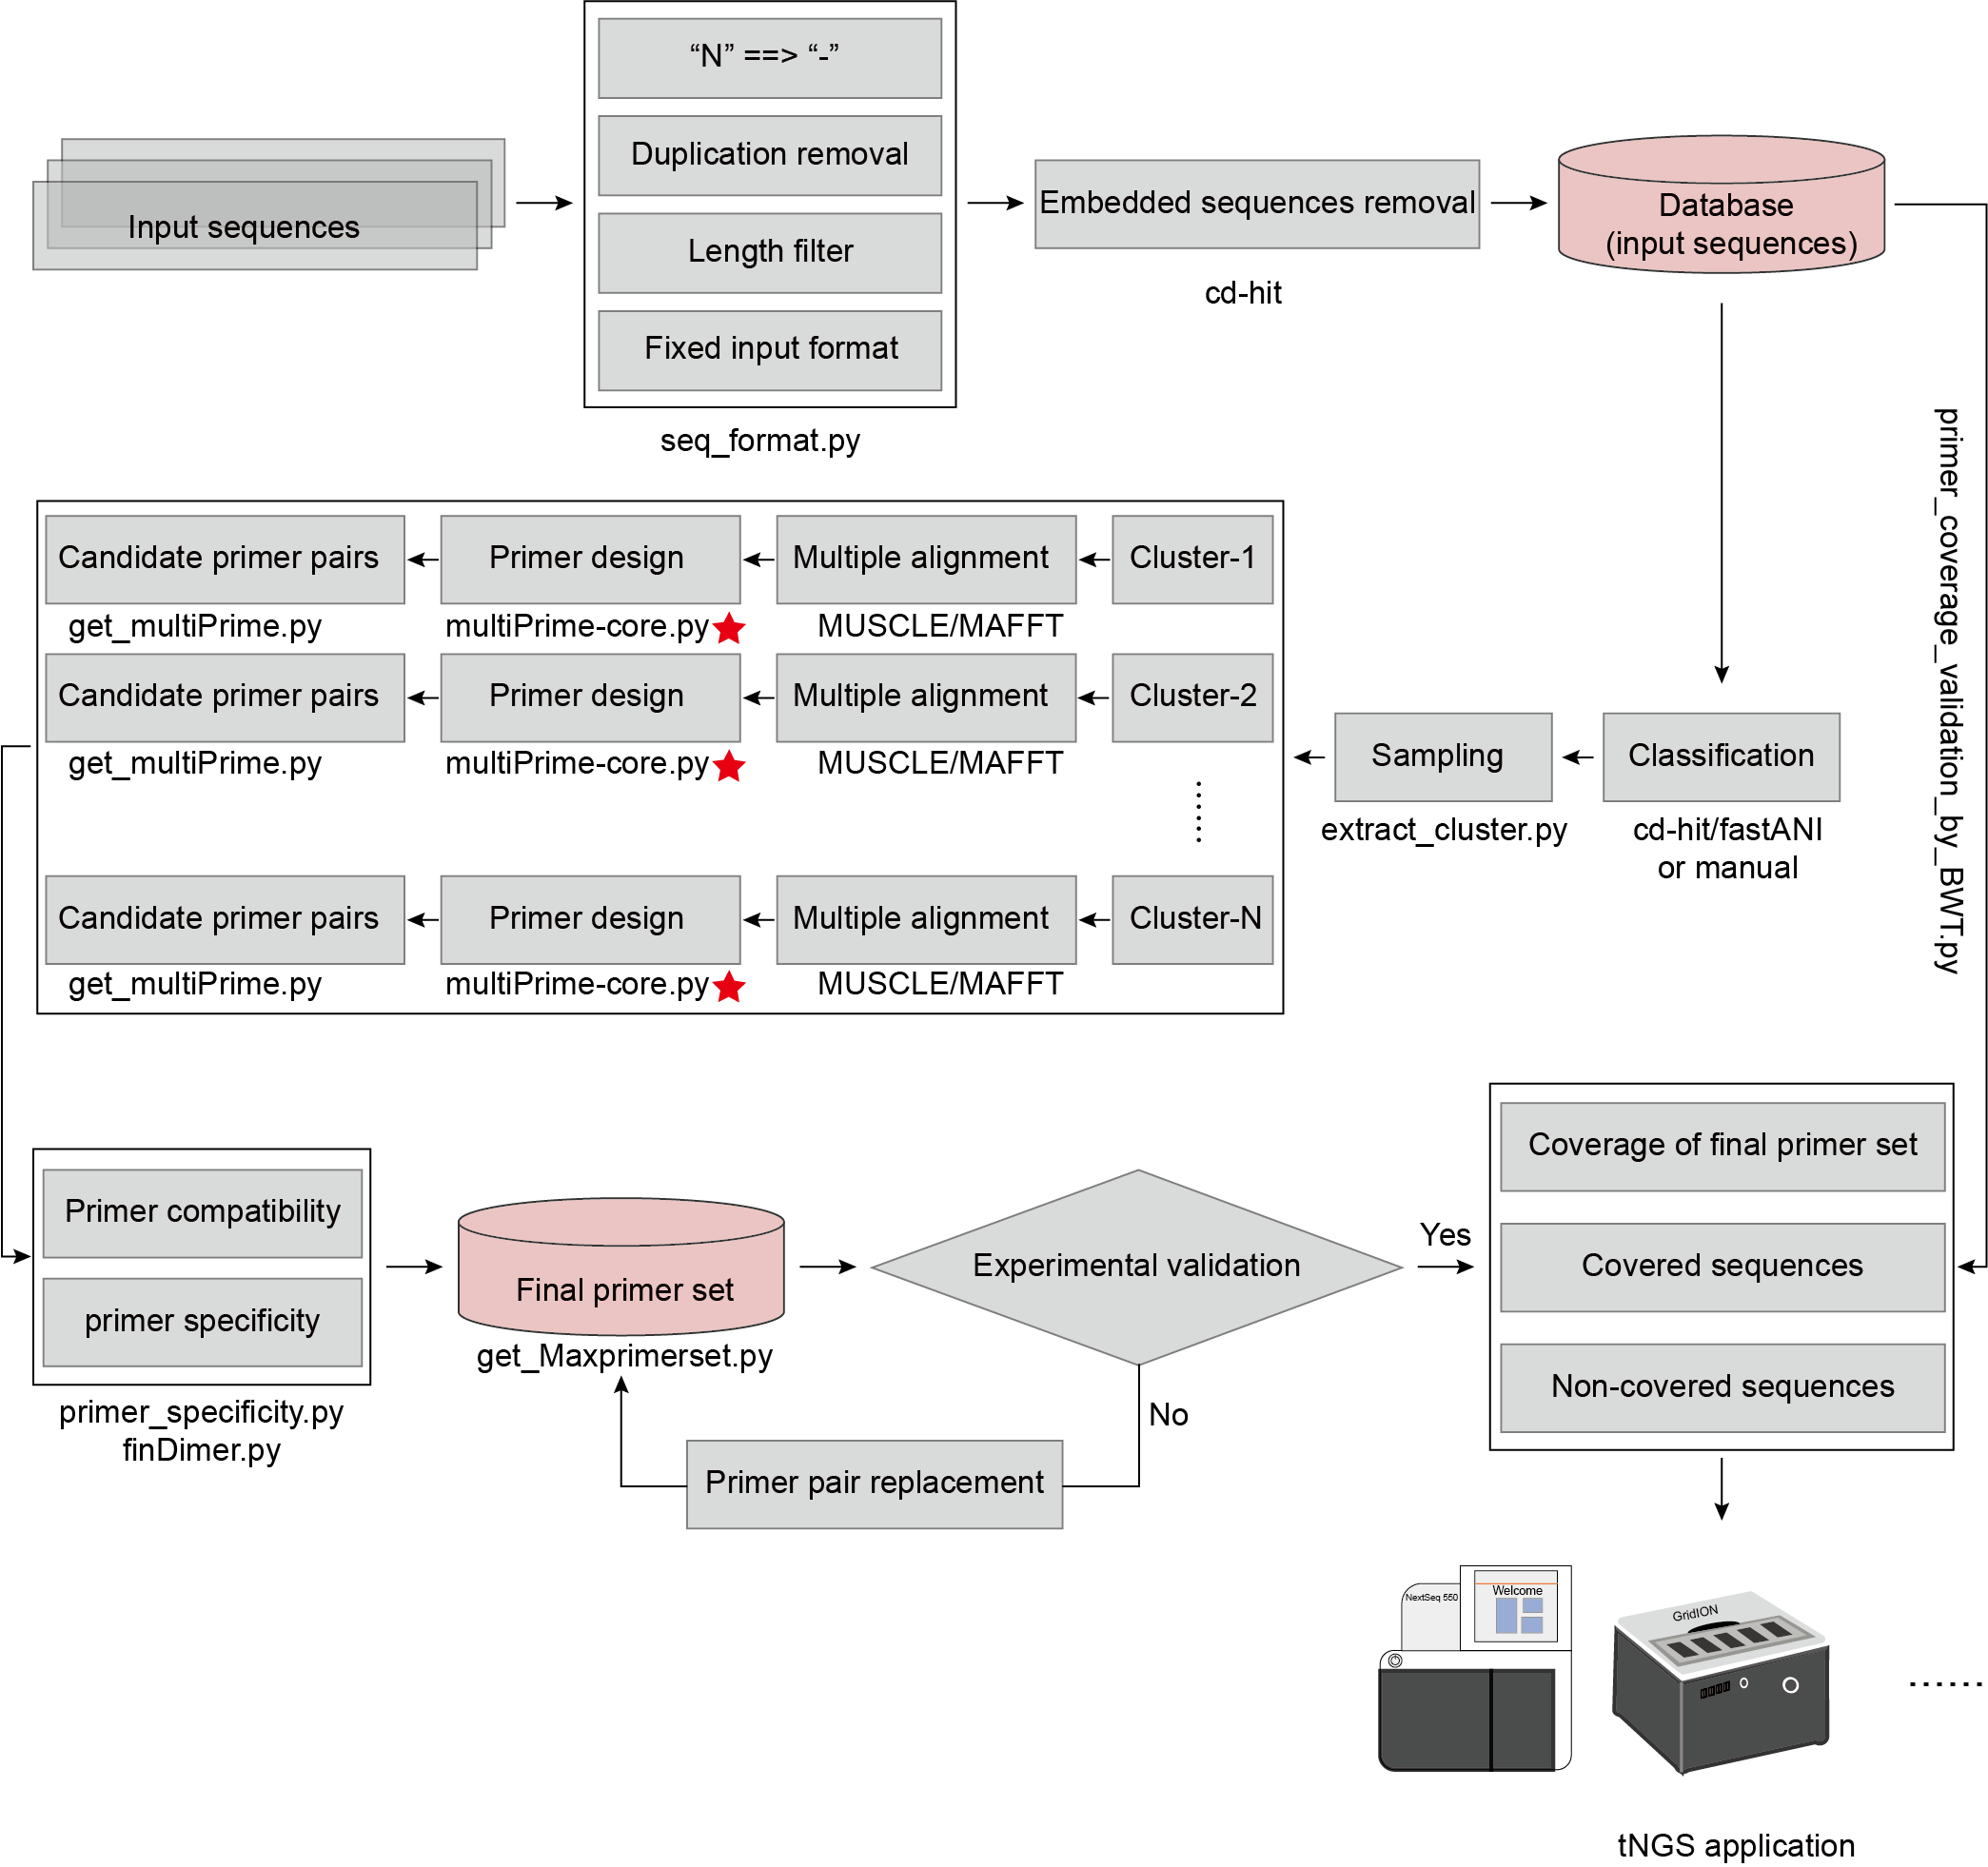 “N” ==> “-”
Duplication removal
Length filter
Fixed input format
seq_format.py
Input sequences
Embedded sequences removal
cd-hit
Database
(input sequences)
primer_coverage_validation_by_BWT.py
Candidate primer pairs
Primer design
Multiple alignment
Cluster-1
get_multiPrime.py
multiPrime-core.py
MUSCLE/MAFFT
Candidate primer pairs
Primer design
Multiple alignment
Cluster-2
get_multiPrime.py
multiPrime-core.py
MUSCLE/MAFFT
Candidate primer pairs
Primer design
Multiple alignment
Cluster-N
get_multiPrime.py
multiPrime-core.py
MUSCLE/MAFFT
Sampling
extract_cluster.py
Classification
cd-hit/fastANI
or manual
Primer compatibility
primer specificity
primer_specificity.py
finDimer.py
Final primer set
get_Maxprimerset.py
Experimental validation
Yes
No
Primer pair replacement
Coverage of final primer set
Covered sequences
Non-covered sequences
NextSeq 550
Welcome
GridION
......
tNGS application